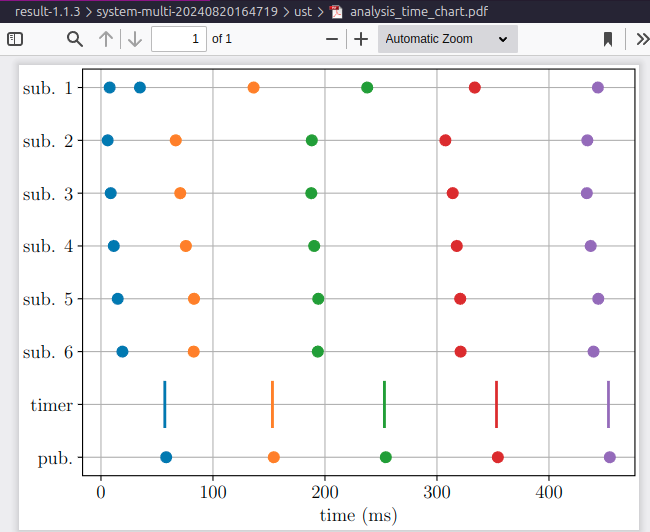 result-1.1.3 > system-multi-20240820164719 > ust > analysis_time_chart.pdf
1 of 1 Automatic Zoom
sub. 1
sub. 2
sub. 3
sub. 4
sub. 5
sub. 6
timer
pub.
0 100 200 300 400
time (ms)